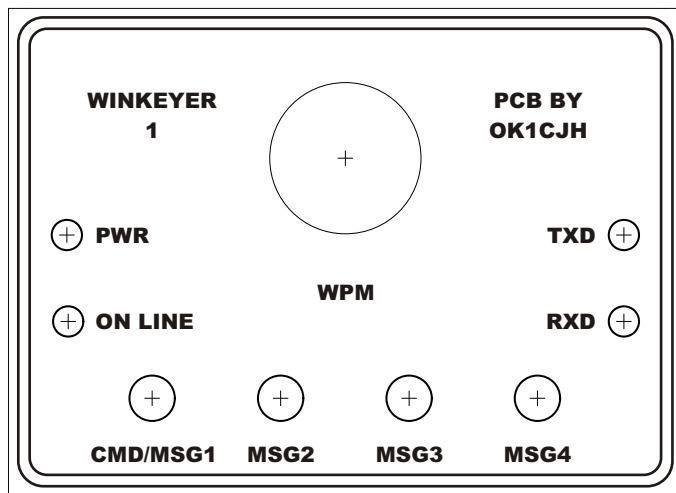 WINKEYER
1
PCB BY
OK1CJH
PWR
TXD
WPM
ON LINE
RXD
CMD/MSG1
MSG2
MSG3
MSG4